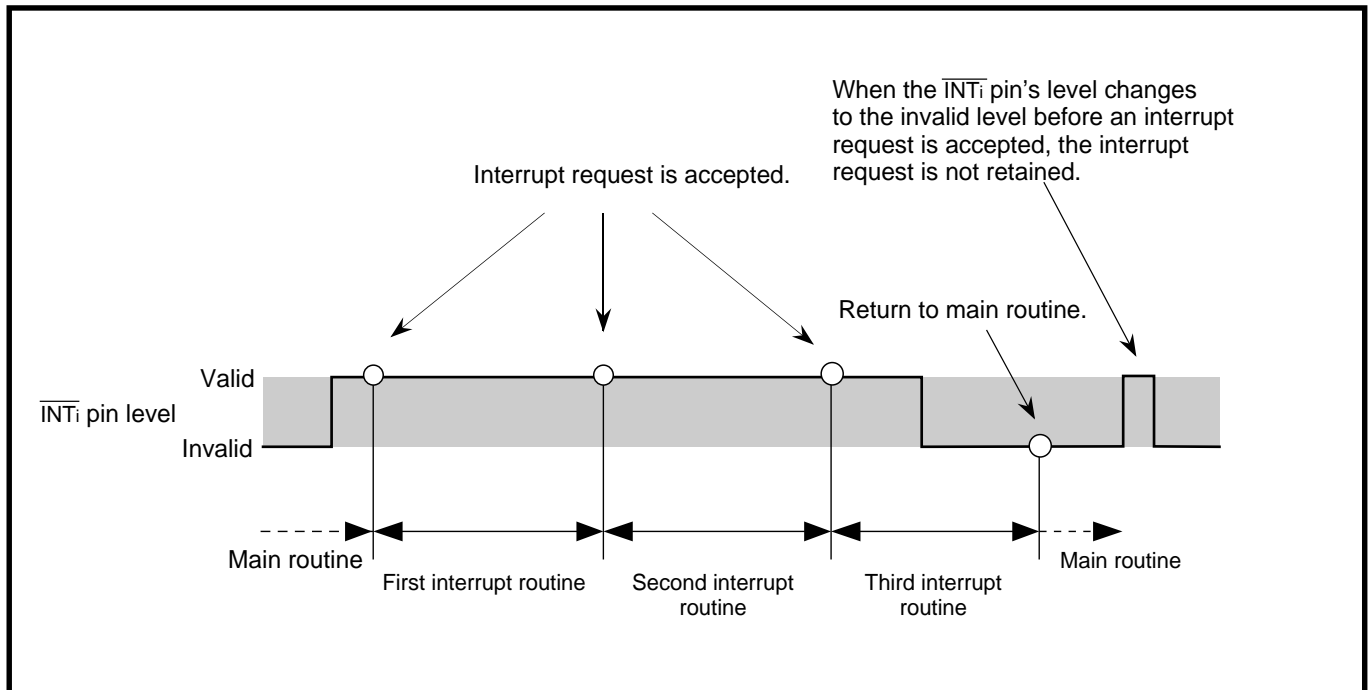 When the INTi pin's level changes
to the invalid level before an interrupt
request is accepted, the interrupt
request is not retained.
Interrupt request is accepted.
Return to main routine.
Valid
INTi pin level
Invalid
Main routine
Main routine
First interrupt routine
Second interrupt
routine
Third interrupt
routine